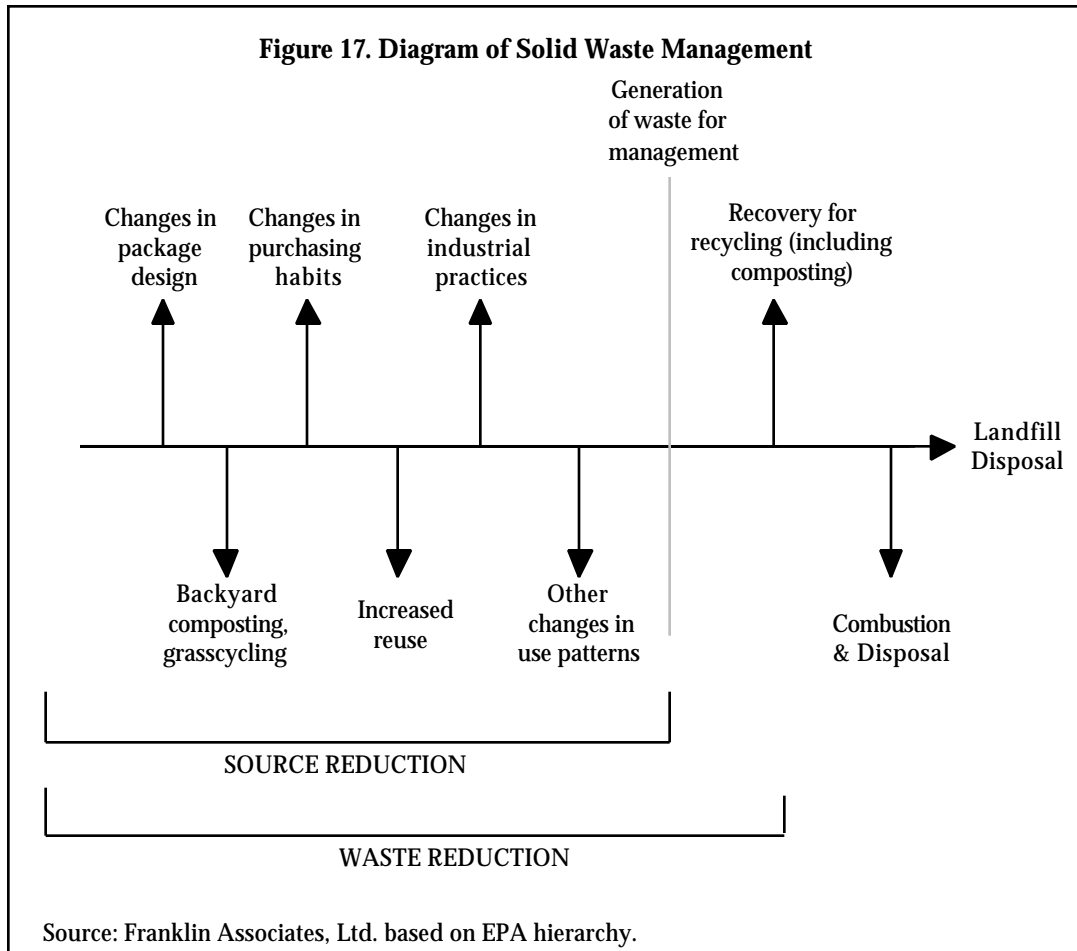 Figure 17. Diagram of Solid Waste Management
Generation
of waste for
management
Changes in
package
design
Changes in
purchasing
habits
Changes in
industrial
practices
Recovery for
recycling (including
composting)
Landfill
Disposal
Backyard
composting,
grasscycling
Increased
reuse
Other
changes in
use patterns
Combustion
& Disposal
SOURCE REDUCTION
WASTE REDUCTION
Source: Franklin Associates, Ltd. based on EPA hierarchy.